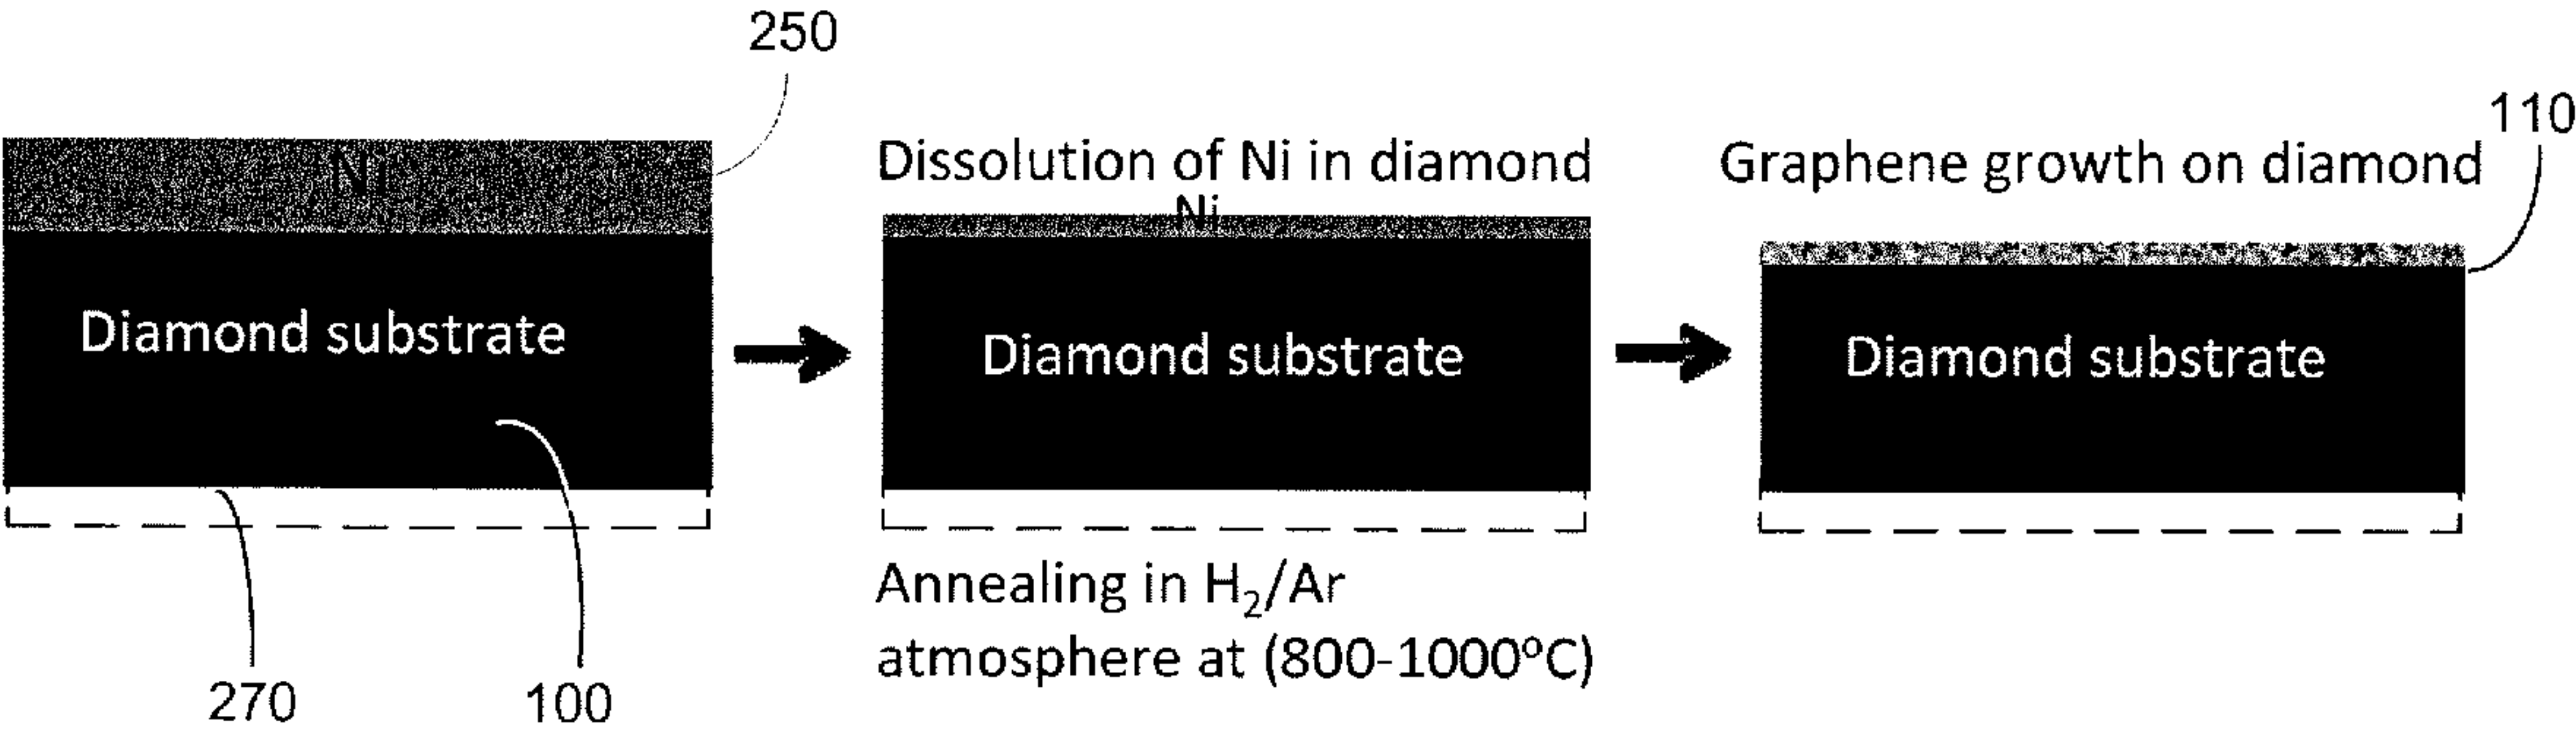 250
Ni
Diamond substrate
270
100
Dissolution of Ni in diamond
Ni
Diamond substrate
Annealing in H₂/Ar
atmosphere at (800-1000°C)
Graphene growth on diamond
110
Diamond substrate